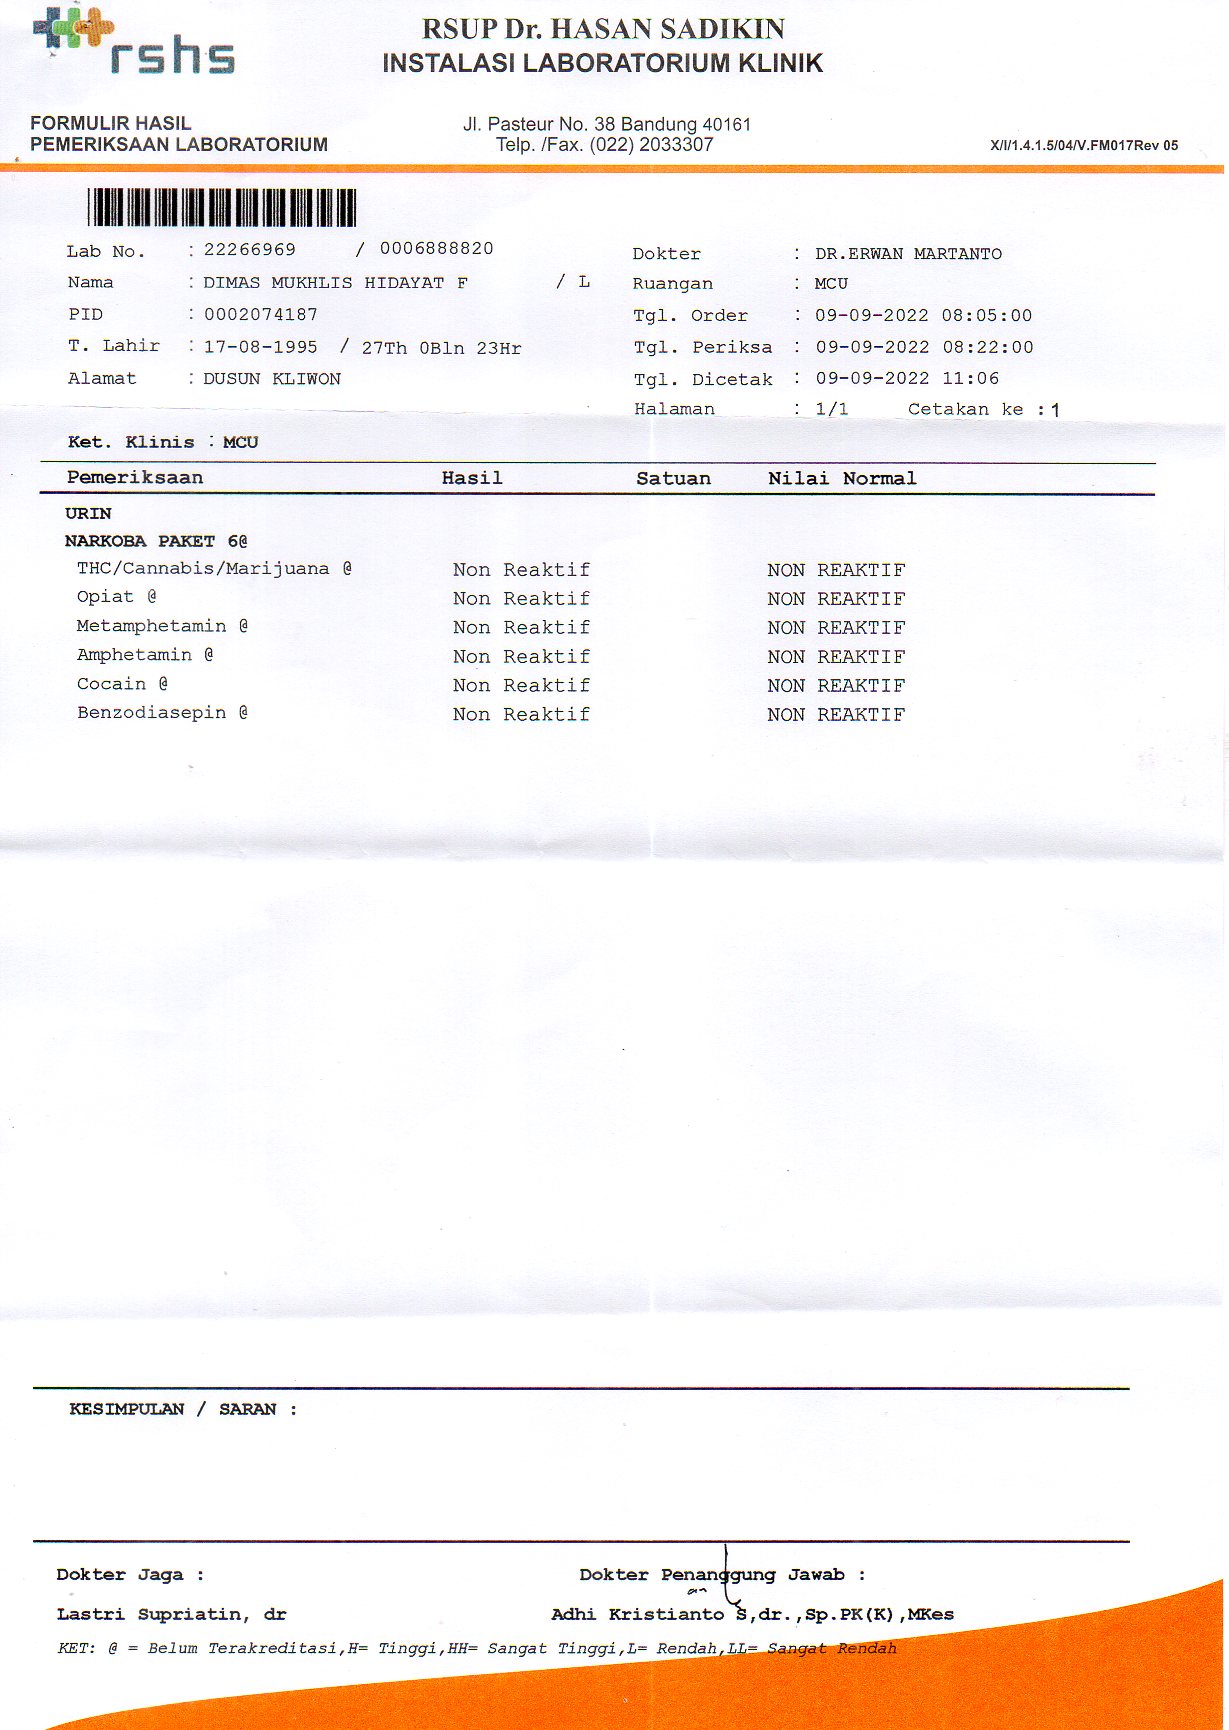 rshs
RSUP Dr. HASAN SADIKIN
INSTALASI LABORATORIUM KLINIK
FORMULIR HASIL
PEMERIKSAAN LABORATORIUM
Jl. Pasteur No. 38 Bandung 40161
Telp. /Fax. (022) 2033307
X/I/1.4.1.5/04/V.FM017Rev 05
Lab No. : 22266969 / 0006888820
Nama : DIMAS MUKHLIS HIDAYAT F / L
PID : 0002074187
T. Lahir : 17-08-1995 / 27Th 0Bln 23Hr
Alamat : DUSUN KLIWON
Dokter : DR.ERWAN MARTANTO
Ruangan : MCU
Tgl. Order : 09-09-2022 08:05:00
Tgl. Periksa : 09-09-2022 08:22:00
Tgl. Dicetak : 09-09-2022 11:06
Halaman : 1/1 Cetakan ke : 1
Ket. Klinis : MCU
Pemeriksaan Hasil Satuan Nilai Normal
URIN
NARKOBA PAKET 6@
THC/Cannabis/Marijuana @ Non Reaktif NON REAKTIF
Opiat @ Non Reaktif NON REAKTIF
Metamphetamin @ Non Reaktif NON REAKTIF
Amphetamin @ Non Reaktif NON REAKTIF
Cocain @ Non Reaktif NON REAKTIF
Benzodiasepin @ Non Reaktif NON REAKTIF
KESIMPULAN / SARAN :
Dokter Jaga : Dokter Penanggung Jawab :
an
Lastri Supriatin, dr Adhi Kristianto S,dr.,Sp.PK(K),MKes
KET: @ = Belum Terakreditasi,H= Tinggi,HH= Sangat Tinggi,L= Rendah,LL= Sangat Rendah